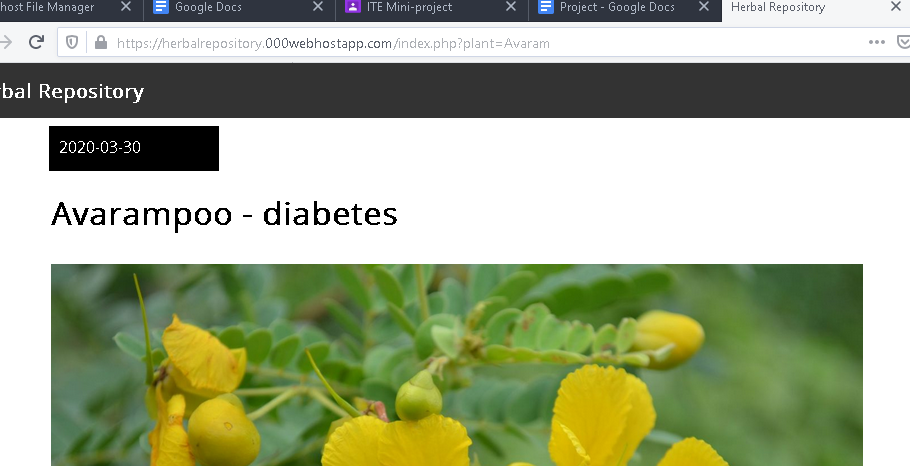 host File Manager
Google Docs
ITE Mini-project
Project - Google Docs
Herbal Repository
https://herbalrepository.000webhostapp.com/index.php?plant=Avaram
rbal Repository
2020-03-30
Avarampoo - diabetes